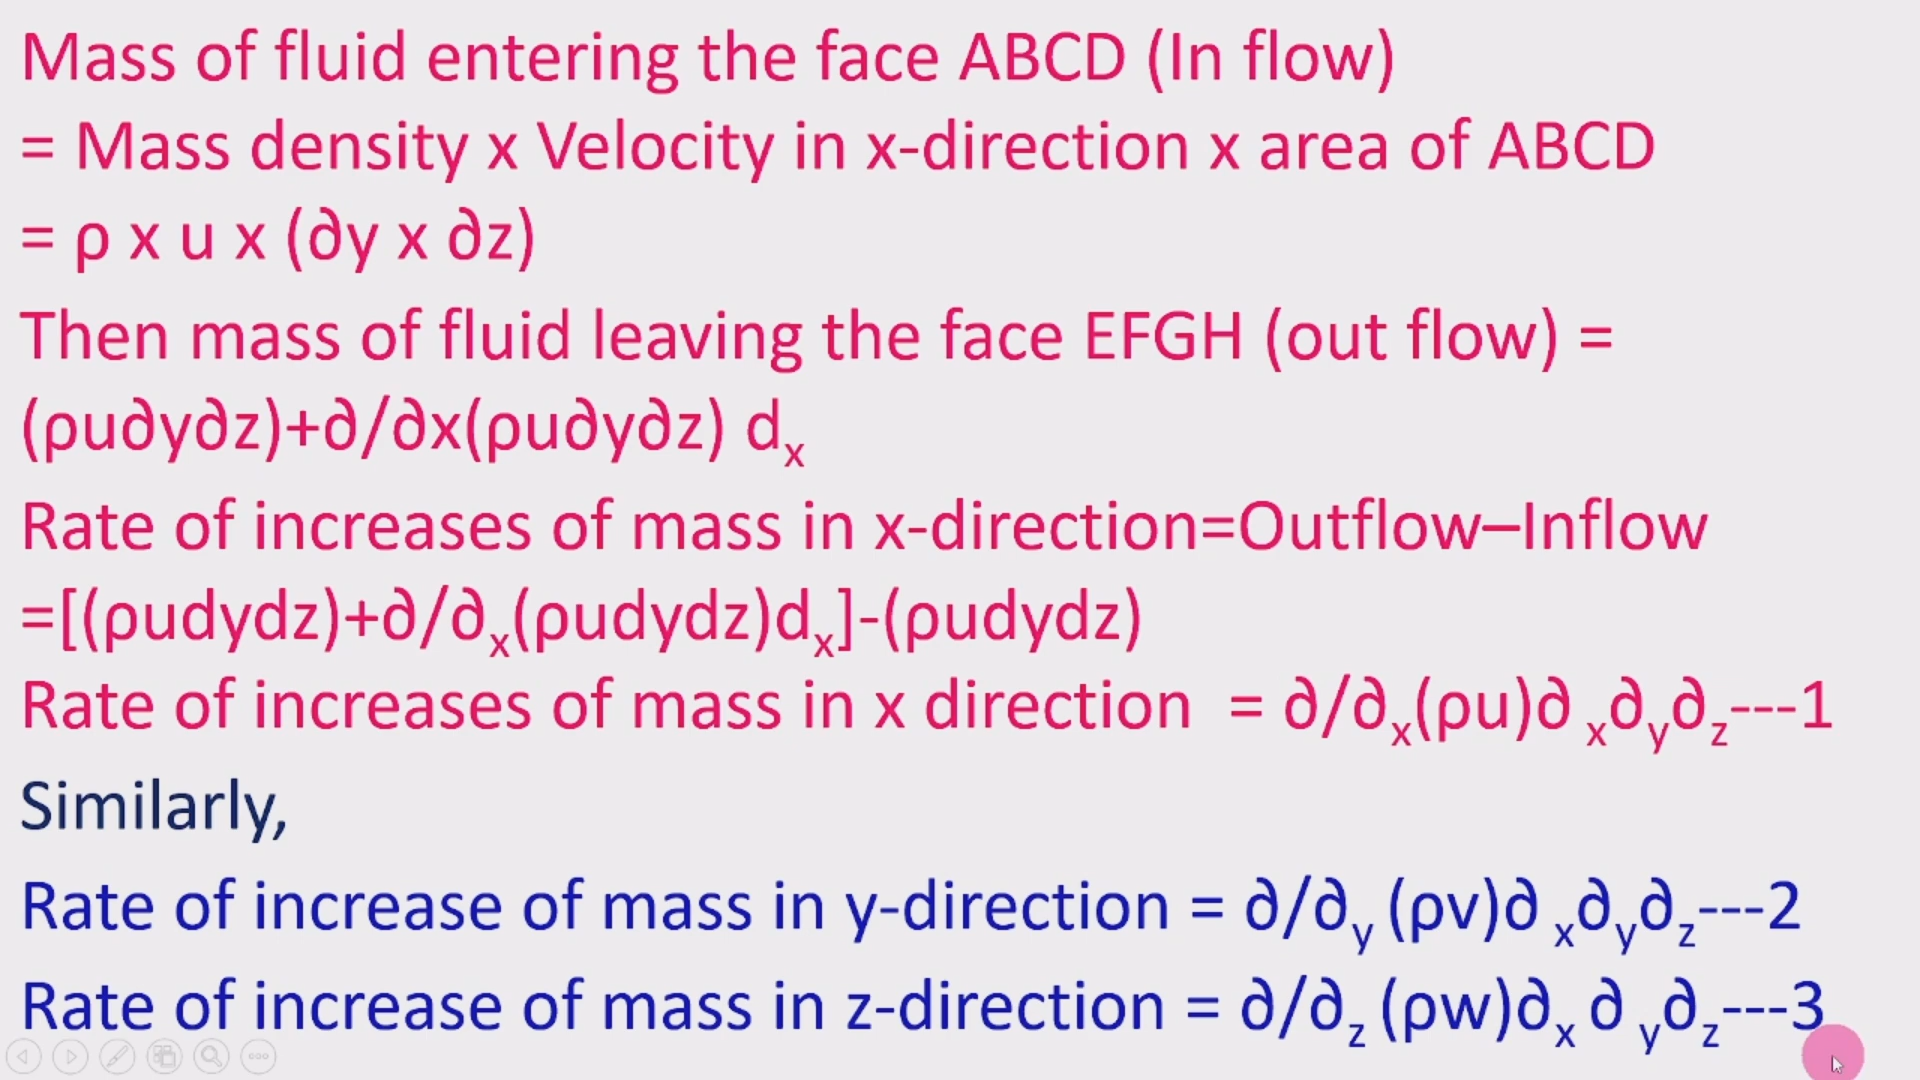 Mass of fluid entering the face ABCD (In flow)
= Mass density x Velocity in x-direction x area of ABCD
= ρ x u x (∂y x ∂z)
Then mass of fluid leaving the face EFGH (out flow) =
(ρu∂y∂z)+∂/∂x(ρu∂y∂z) dₓ
Rate of increases of mass in x-direction=Outflow–Inflow
=[(ρudydz)+∂/∂ₓ(ρudydz)dₓ]-(ρudydz)
Rate of increases of mass in x direction = ∂/∂ₓ(ρu)∂ ₓ∂y∂z---1
Similarly,
Rate of increase of mass in y-direction = ∂/∂y (ρv)∂ ₓ∂y∂z---2
Rate of increase of mass in z-direction = ∂/∂z (ρw)∂ₓ ∂ y∂z---3